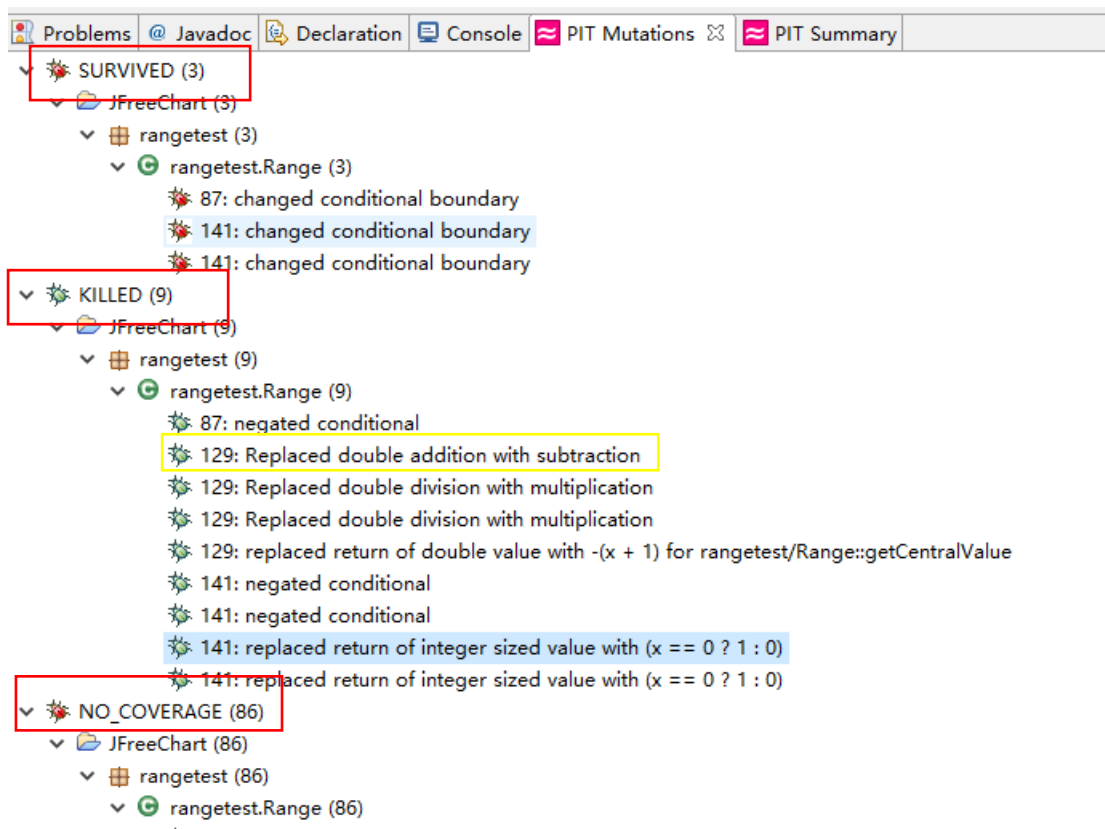 Problems @ Javadoc Declaration Console PIT Mutations PIT Summary
SURVIVED (3)
JFreeChart (3)
rangetest (3)
rangetest.Range (3)
87: changed conditional boundary
141: changed conditional boundary
141: changed conditional boundary
KILLED (9)
JFreeChart (9)
rangetest (9)
rangetest.Range (9)
87: negated conditional
129: Replaced double addition with subtraction
129: Replaced double division with multiplication
129: Replaced double division with multiplication
129: replaced return of double value with -(x + 1) for rangetest/Range::getCentralValue
141: negated conditional
141: negated conditional
141: replaced return of integer sized value with (x == 0 ? 1 : 0)
141: replaced return of integer sized value with (x == 0 ? 1 : 0)
NO_COVERAGE (86)
JFreeChart (86)
rangetest (86)
rangetest.Range (86)